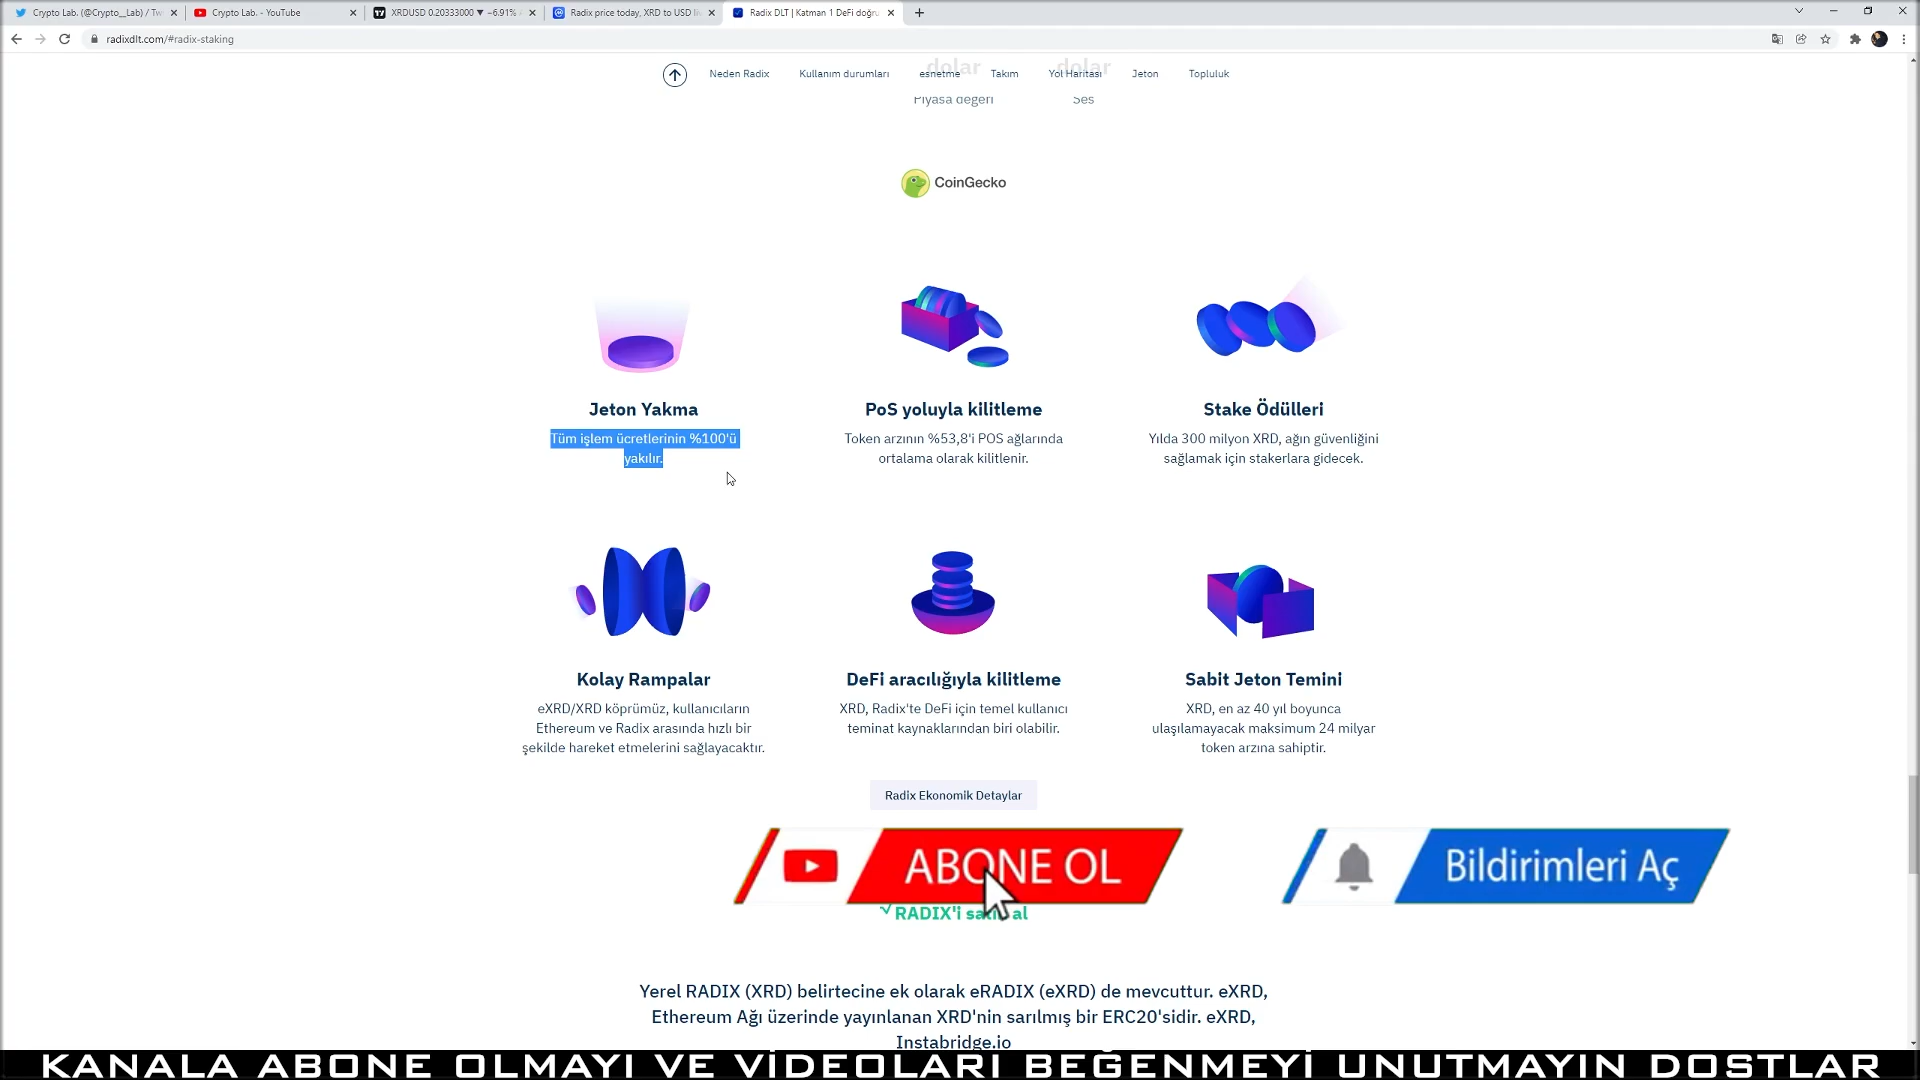 Crypto Lab. (@Crypto__Lab) / Tw
Crypto Lab. - YouTube
XRDUSD 0.20333000 ▼ −6.91%
Radix price today, XRD to USD li
Radix DLT | Katman 1 DeFi doğru
radixdlt.com/#radix-staking
dolar
dolar
Neden Radix
Kullanım durumları
esnetme
Takım
Yol Haritası
Jeton
Topluluk
Piyasa değeri
Ses
CoinGecko
Jeton Yakma
Tüm işlem ücretlerinin %100'ü
yakılır.
PoS yoluyla kilitleme
Token arzının %53,8'i POS ağlarında
ortalama olarak kilitlenir.
Stake Ödülleri
Yılda 300 milyon XRD, ağın güvenliğini
sağlamak için stakerlara gidecek.
Kolay Rampalar
eXRD/XRD köprümüz, kullanıcıların
Ethereum ve Radix arasında hızlı bir
şekilde hareket etmelerini sağlayacaktır.
DeFi aracılığıyla kilitleme
XRD, Radix'te DeFi için temel kullanıcı
teminat kaynaklarından biri olabilir.
Sabit Jeton Temini
XRD, en az 40 yıl boyunca
ulaşılamayacak maksimum 24 milyar
token arzına sahiptir.
Radix Ekonomik Detaylar
ABONE OL
Bildirimleri Aç
RADIX'i satın al
Yerel RADIX (XRD) belirtecine ek olarak eRADIX (eXRD) de mevcuttur. eXRD,
Ethereum Ağı üzerinde yayınlanan XRD'nin sarılmış bir ERC20'sidir. eXRD,
Instabridge.io
KANALA ABONE OLMAYI VE VİDEOLARI BEĞENMEYİ UNUTMAYIN DOSTLAR